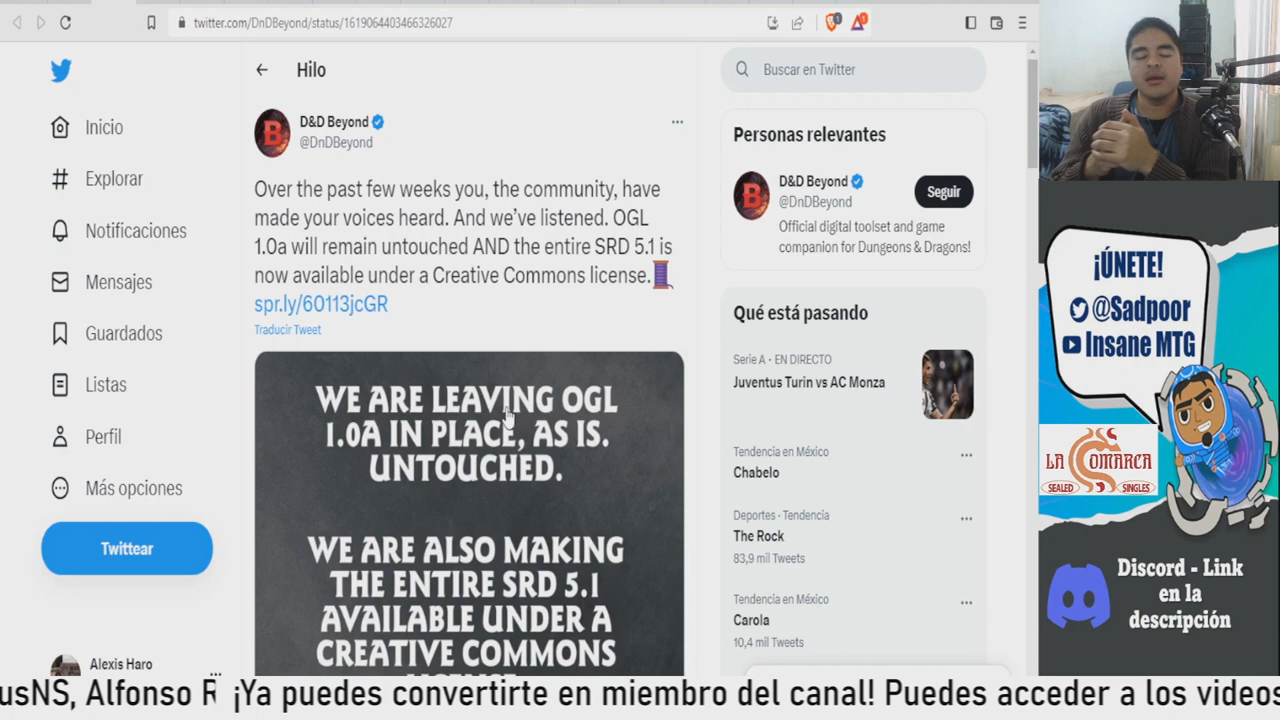 twitter.com/DnDBeyond/status/1619064403466326027
Inicio
Explorar
Notificaciones
Mensajes
Guardados
Listas
Perfil
Más opciones
Twittear
Alexis Haro
Hilo
D&D Beyond
@DnDBeyond
Over the past few weeks you, the community, have
made your voices heard. And we've listened. OGL
1.0a will remain untouched AND the entire SRD 5.1 is
now available under a Creative Commons license.
spr.ly/60113jcGR
Traducir Tweet
WE ARE LEAVING OGL
1.0A IN PLACE, AS IS.
UNTOUCHED.
WE ARE ALSO MAKING
THE ENTIRE SRD 5.1
AVAILABLE UNDER A
CREATIVE COMMONS
Buscar en Twitter
Personas relevantes
D&D Beyond
@DnDBeyond
Seguir
Official digital toolset and game
companion for Dungeons & Dragons!
Qué está pasando
Serie A · EN DIRECTO
Juventus Turin vs AC Monza
Tendencia en México
Chabelo
Deportes · Tendencia
The Rock
83,9 mil Tweets
Tendencia en México
Carola
10,4 mil Tweets
¡ÚNETE!
@Sadpoor
Insane MTG
LA COMARCA
SEALED SINGLES
Discord - Link
en la
descripción
usNS, Alfonso R ¡Ya puedes convertirte en miembro del canal! Puedes acceder a los videos